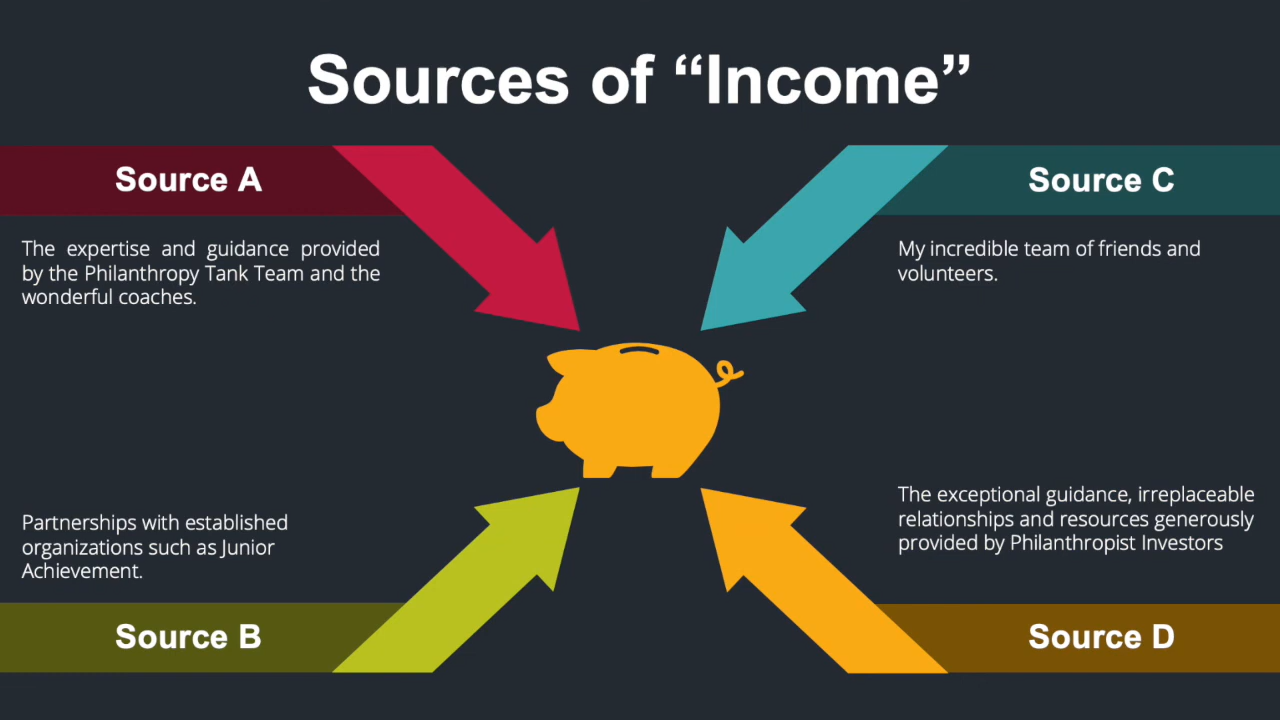 Sources of “Income”
Source A
The expertise and guidance provided
by the Philanthropy Tank Team and the
wonderful coaches.
Partnerships with established
organizations such as Junior
Achievement.
Source B
Source C
My incredible team of friends and
volunteers.
The exceptional guidance, irreplaceable
relationships and resources generously
provided by Philanthropist Investors
Source D